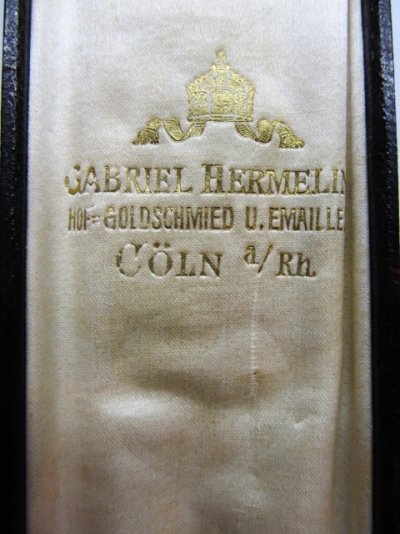 GABRIEL HERMELIN
HOF=GOLDSCHMIED U. EMAILLE
CÖLN a/Rh.